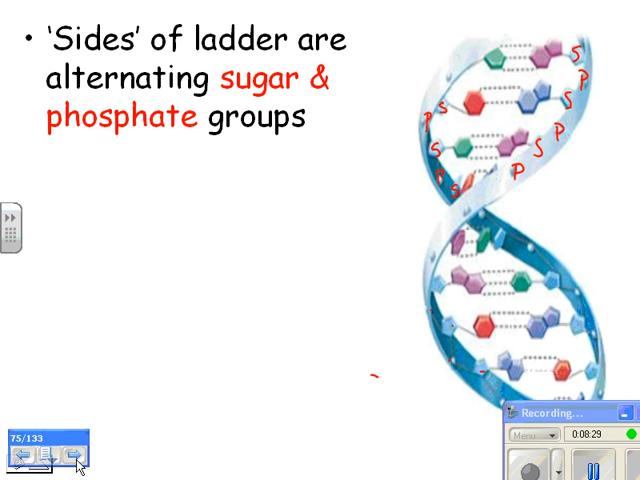 • ‘Sides’ of ladder are
alternating sugar &
phosphate groups
S
P
S
P
S
P
S
P
S
P
S
75/133
Recording...
Menu
0:08:29